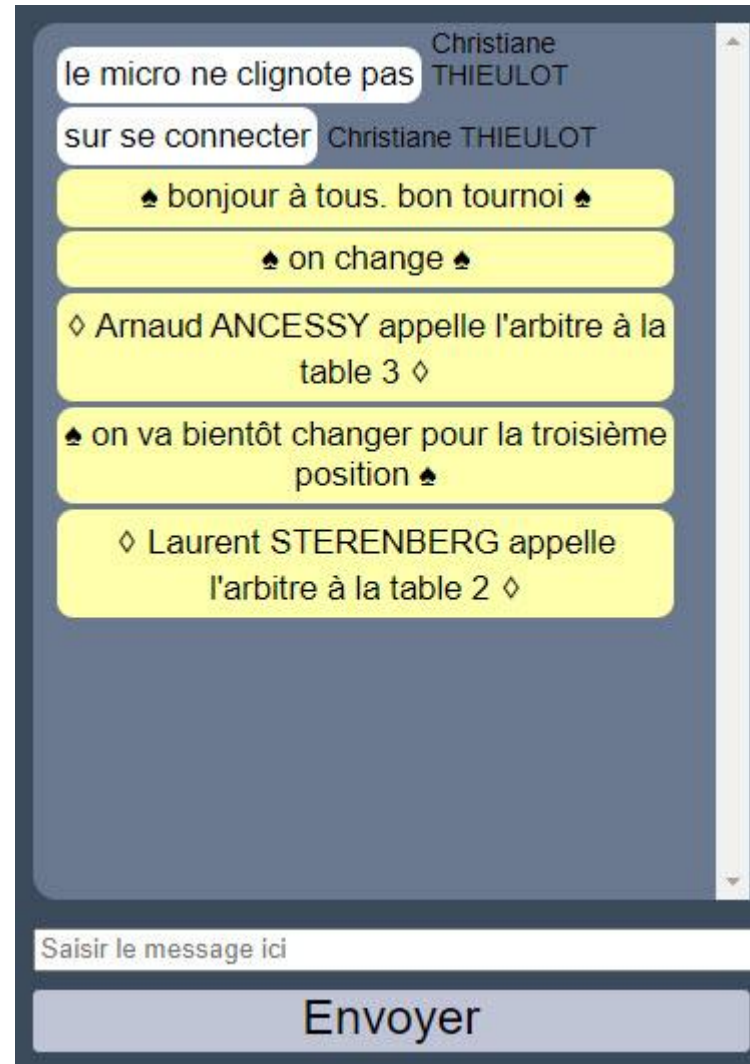 le micro ne clignote pas Christiane THIEULOT
sur se connecter Christiane THIEULOT
♠ bonjour à tous. bon tournoi ♠
♠ on change ♠
◊ Arnaud ANCESSY appelle l'arbitre à la
table 3 ◊
♠ on va bientôt changer pour la troisième
position ♠
◊ Laurent STERENBERG appelle
l'arbitre à la table 2 ◊
Saisir le message ici
Envoyer